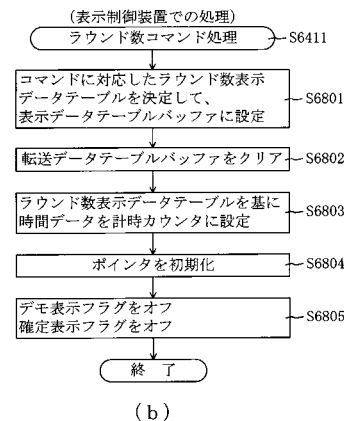 (表示制御装置での処理)
ラウンド数コマンド処理
S6411
コマンドに対応したラウンド数表示
データテーブルを決定して、
表示データテーブルバッファに設定
S6801
転送データテーブルバッファをクリア
S6802
ラウンド数表示データテーブルを基に
時間データを計時カウンタに設定
S6803
ポインタを初期化
S6804
デモ表示フラグをオフ
確定表示フラグをオフ
S6805
終 了
(b)